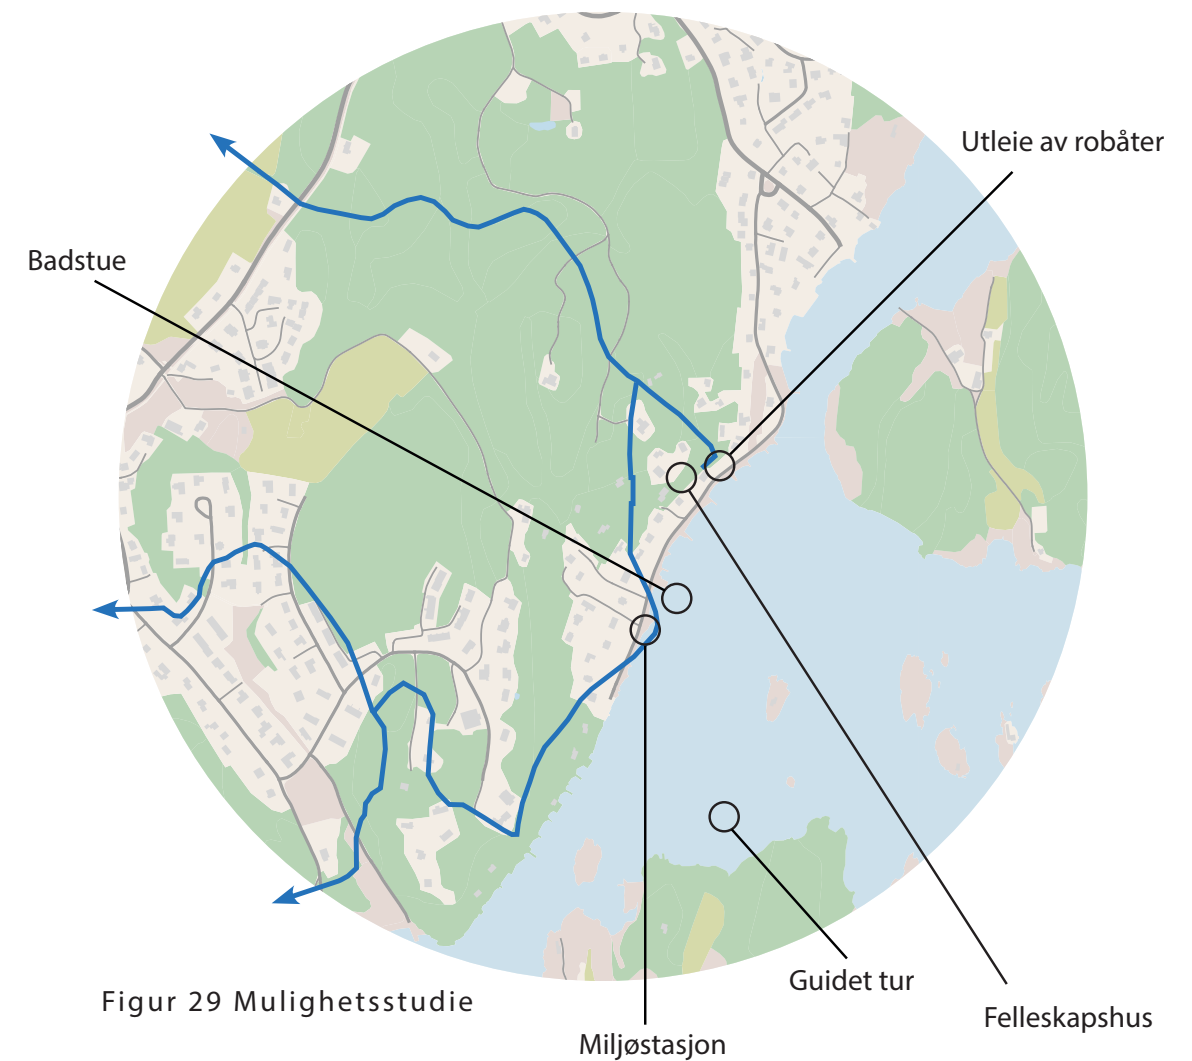 Utleie av robåter
Badstue
Guidet tur
Figur 29 Mulighetsstudie
Felleskapshus
Miljøstasjon